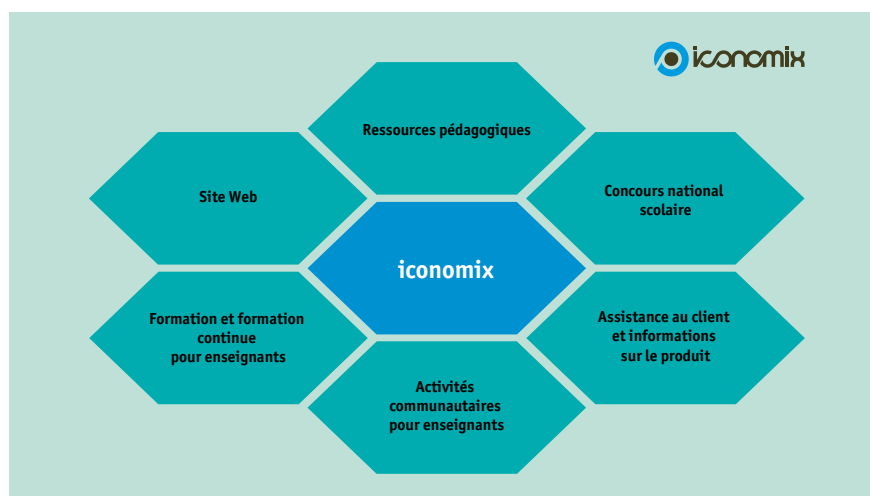 iconomix
Ressources pédagogiques
Site Web
Concours national
scolaire
iconomix
Formation et formation
continue
pour enseignants
Assistance au client
et informations
sur le produit
Activités
communautaires
pour enseignants